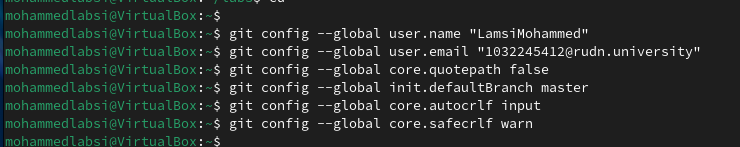 mohammedlabsi@VirtualBox:~$
mohammedlabsi@VirtualBox:~$ git config --global user.name "LamsiMohammed"
mohammedlabsi@VirtualBox:~$ git config --global user.email "1032245412@rudn.university"
mohammedlabsi@VirtualBox:~$ git config --global core.quotepath false
mohammedlabsi@VirtualBox:~$ git config --global init.defaultBranch master
mohammedlabsi@VirtualBox:~$ git config --global core.autocrlf input
mohammedlabsi@VirtualBox:~$ git config --global core.safecrlf warn
mohammedlabsi@VirtualBox:~$